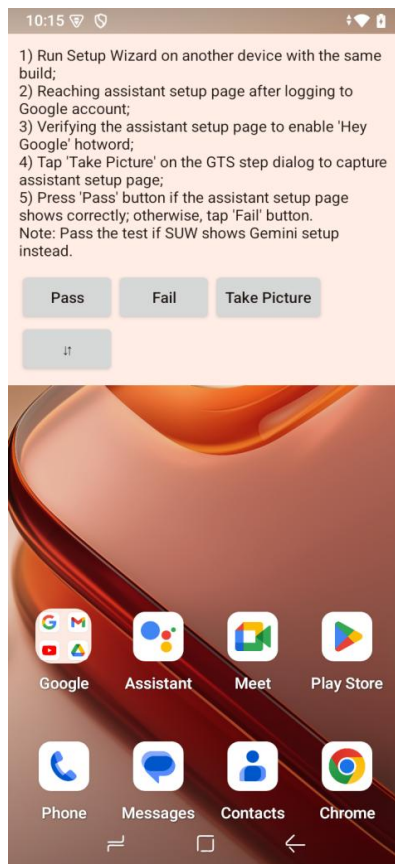 10:15
1) Run Setup Wizard on another device with the same
build;
2) Reaching assistant setup page after logging to
Google account;
3) Verifying the assistant setup page to enable 'Hey
Google' hotword;
4) Tap 'Take Picture' on the GTS step dialog to capture
assistant setup page;
5) Press 'Pass' button if the assistant setup page
shows correctly; otherwise, tap 'Fail' button.
Note: Pass the test if SUW shows Gemini setup
instead.
Pass Fail Take Picture
↓↑
Google Assistant Meet Play Store
Phone Messages Contacts Chrome